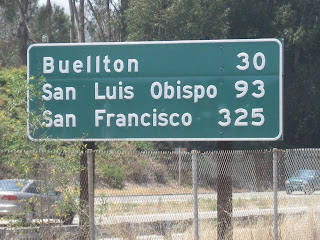 Buellton 30
San Luis Obispo 93
San Francisco 325